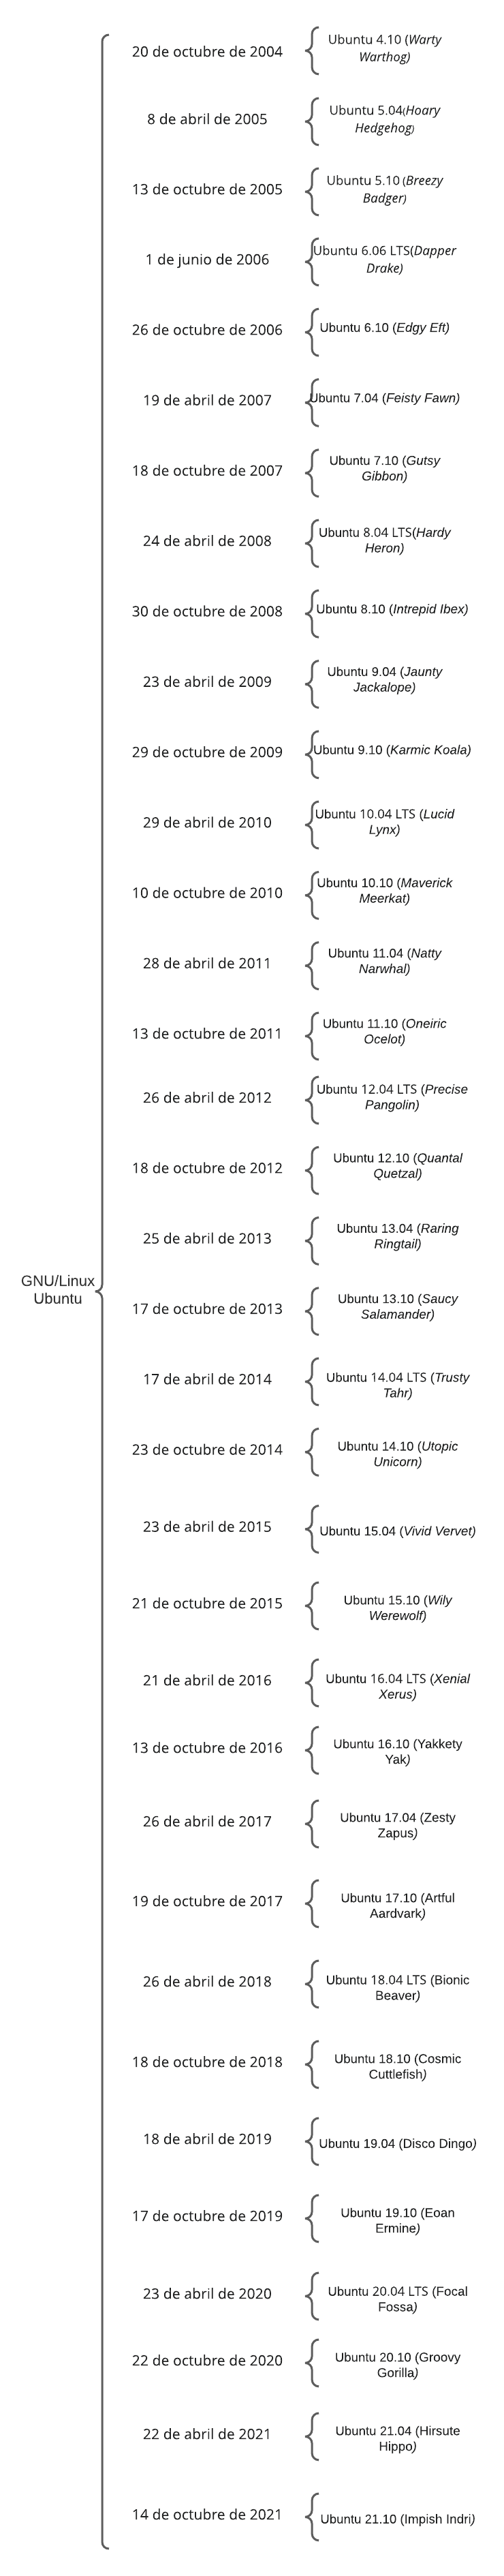 20 de octubre de 2004
Ubuntu 4.10 (Warty
Warthog)
8 de abril de 2005
Ubuntu 5.04(Hoary
Hedgehog)
13 de octubre de 2005
Ubuntu 5.10 (Breezy
Badger)
1 de junio de 2006
Ubuntu 6.06 LTS(Dapper
Drake)
26 de octubre de 2006
Ubuntu 6.10 (Edgy Eft)
19 de abril de 2007
Ubuntu 7.04 (Feisty Fawn)
18 de octubre de 2007
Ubuntu 7.10 (Gutsy
Gibbon)
24 de abril de 2008
Ubuntu 8.04 LTS(Hardy
Heron)
30 de octubre de 2008
Ubuntu 8.10 (Intrepid Ibex)
23 de abril de 2009
Ubuntu 9.04 (Jaunty
Jackalope)
29 de octubre de 2009
Ubuntu 9.10 (Karmic Koala)
29 de abril de 2010
Ubuntu 10.04 LTS (Lucid
Lynx)
10 de octubre de 2010
Ubuntu 10.10 (Maverick
Meerkat)
28 de abril de 2011
Ubuntu 11.04 (Natty
Narwhal)
13 de octubre de 2011
Ubuntu 11.10 (Oneiric
Ocelot)
26 de abril de 2012
Ubuntu 12.04 LTS (Precise
Pangolin)
18 de octubre de 2012
Ubuntu 12.10 (Quantal
Quetzal)
25 de abril de 2013
Ubuntu 13.04 (Raring
Ringtail)
GNU/Linux
Ubuntu
17 de octubre de 2013
Ubuntu 13.10 (Saucy
Salamander)
17 de abril de 2014
Ubuntu 14.04 LTS (Trusty
Tahr)
23 de octubre de 2014
Ubuntu 14.10 (Utopic
Unicorn)
23 de abril de 2015
Ubuntu 15.04 (Vivid Vervet)
21 de octubre de 2015
Ubuntu 15.10 (Wily
Werewolf)
21 de abril de 2016
Ubuntu 16.04 LTS (Xenial
Xerus)
13 de octubre de 2016
Ubuntu 16.10 (Yakkety
Yak)
26 de abril de 2017
Ubuntu 17.04 (Zesty
Zapus)
19 de octubre de 2017
Ubuntu 17.10 (Artful
Aardvark)
26 de abril de 2018
Ubuntu 18.04 LTS (Bionic
Beaver)
18 de octubre de 2018
Ubuntu 18.10 (Cosmic
Cuttlefish)
18 de abril de 2019
Ubuntu 19.04 (Disco Dingo)
17 de octubre de 2019
Ubuntu 19.10 (Eoan
Ermine)
23 de abril de 2020
Ubuntu 20.04 LTS (Focal
Fossa)
22 de octubre de 2020
Ubuntu 20.10 (Groovy
Gorilla)
22 de abril de 2021
Ubuntu 21.04 (Hirsute
Hippo)
14 de octubre de 2021
Ubuntu 21.10 (Impish Indri)